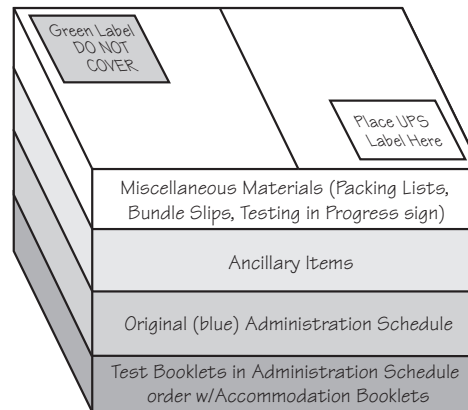 Green Label
DO NOT
COVER
Place UPS
Label Here
Miscellaneous Materials (Packing Lists,
Bundle Slips, Testing in Progress sign)
Ancillary Items
Original (blue) Administration Schedule
Test Booklets in Administration Schedule
order w/Accommodation Booklets